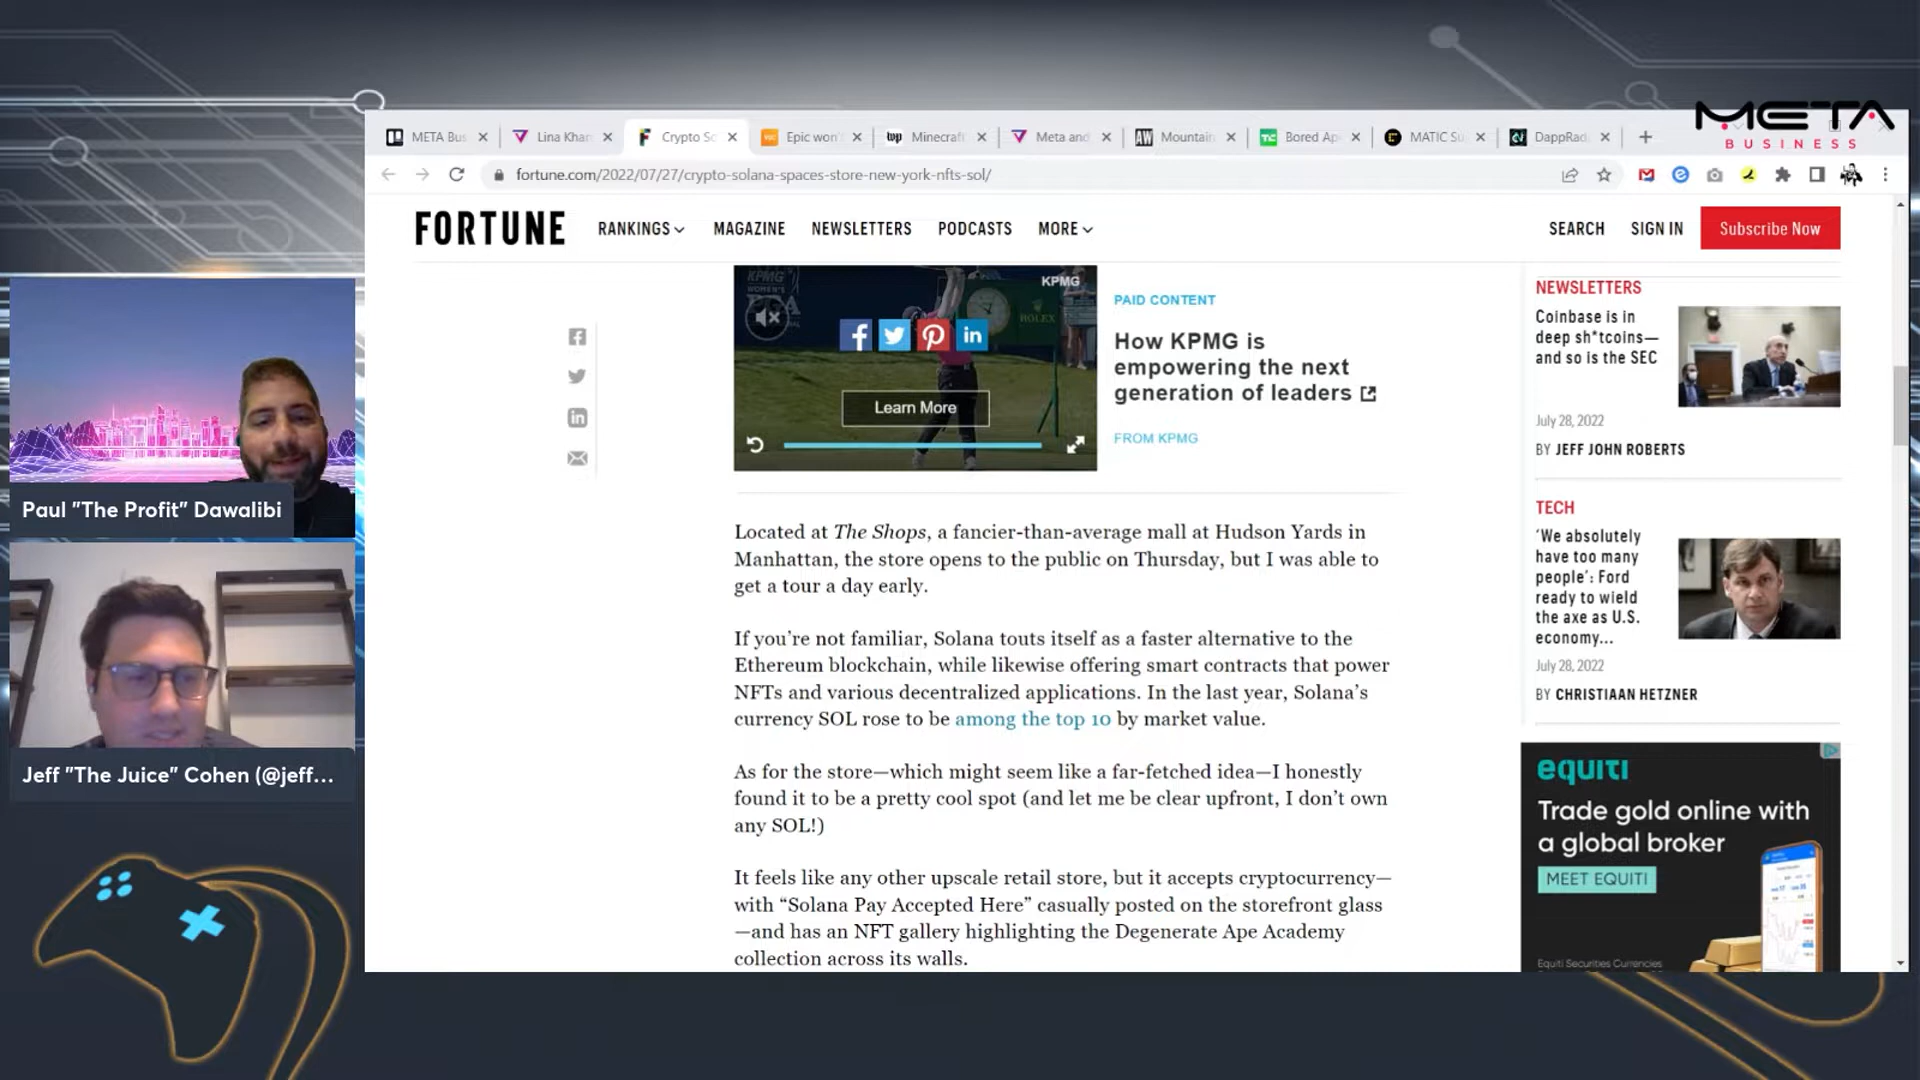 META
BUSINESS
META Bus
Lina Khan
Crypto So
Epic won'
Minecraft
Meta and
Mountain
Bored Ap
MATIC Su
DappRad
fortune.com/2022/07/27/crypto-solana-spaces-store-new-york-nfts-sol/
FORTUNE
RANKINGS
MAGAZINE
NEWSLETTERS
PODCASTS
MORE
SEARCH
SIGN IN
Subscribe Now
KPMG
WOMEN'S
PGA
KPMG
ROLEX
Learn More
PAID CONTENT
How KPMG is
empowering the next
generation of leaders
FROM KPMG
Located at The Shops, a fancier-than-average mall at Hudson Yards in
Manhattan, the store opens to the public on Thursday, but I was able to
get a tour a day early.
If you're not familiar, Solana touts itself as a faster alternative to the
Ethereum blockchain, while likewise offering smart contracts that power
NFTs and various decentralized applications. In the last year, Solana's
currency SOL rose to be among the top 10 by market value.
As for the store—which might seem like a far-fetched idea—I honestly
found it to be a pretty cool spot (and let me be clear upfront, I don't own
any SOL!)
It feels like any other upscale retail store, but it accepts cryptocurrency—
with “Solana Pay Accepted Here” casually posted on the storefront glass
—and has an NFT gallery highlighting the Degenerate Ape Academy
collection across its walls.
NEWSLETTERS
Coinbase is in
deep sh*tcoins—
and so is the SEC
July 28, 2022
BY JEFF JOHN ROBERTS
TECH
‘We absolutely
have too many
people’: Ford
ready to wield
the axe as U.S.
economy...
July 28, 2022
BY CHRISTIAAN HETZNER
equiti
Trade gold online with
a global broker
MEET EQUITI
Equiti Securities Currencies
Paul "The Profit" Dawalibi
Jeff "The Juice" Cohen (@jeff...